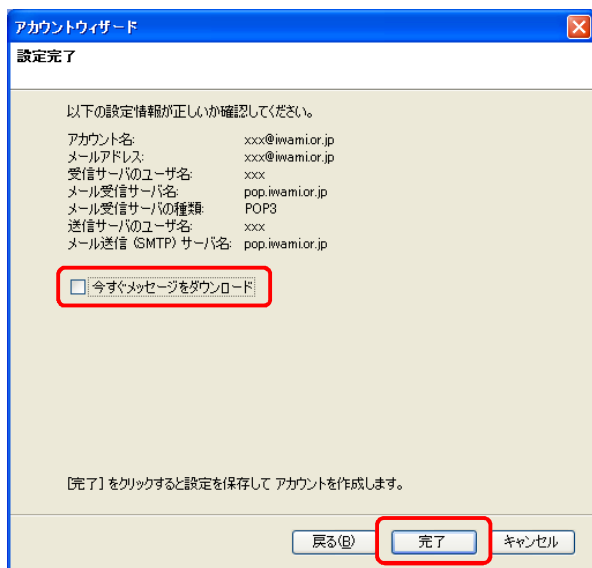 アカウントウィザード
設定完了
以下の設定情報が正しいか確認してください。
アカウント名: xxx@iwami.or.jp
メールアドレス: xxx@iwami.or.jp
受信サーバのユーザ名: xxx
メール受信サーバ名: pop.iwami.or.jp
メール受信サーバの種類: POP3
送信サーバのユーザ名: xxx
メール送信 (SMTP) サーバ名: pop.iwami.or.jp
今すぐメッセージをダウンロード
[完了] をクリックすると設定を保存して アカウントを作成します。
戻る(B) 完了 キャンセル